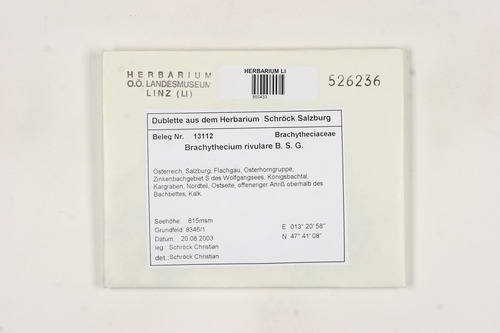 HERBARIUM
O.Ö. LANDESMUSEUM
LINZ (LI)
HERBARIUM LI
526236
Dublette aus dem Herbarium Schröck Salzburg
Beleg Nr. 13112 Brachytheciaceae
Brachythecium rivulare B. S. G.
Österreich, Salzburg, Flachgau, Osterhorngruppe,
Zinkenbachgebiet S des Wolfgangsees, Königsbachtal,
Kargraben, Nordteil, Ostseite, offeneriger Anriß oberhalb des
Bachbettes, Kalk.
Seehöhe: 815msm
Grundfeld: 8346/1
Datum: 20.08.2003
leg.: Schröck Christian
det.: Schröck Christian
E 013° 20' 58"
N 47° 41' 08"